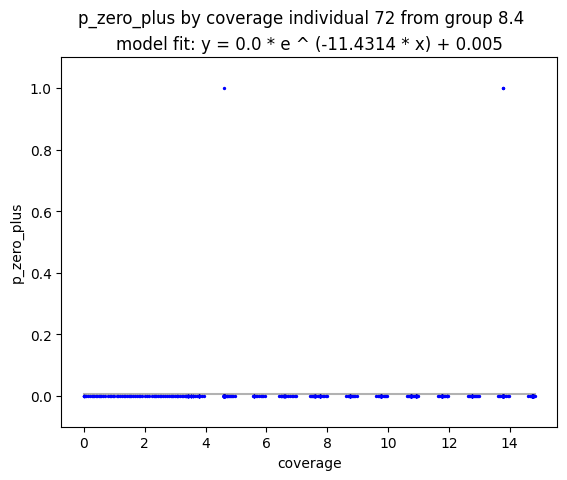 p_zero_plus by coverage individual 72 from group 8.4
model fit: y = 0.0 * e ^ (-11.4314 * x) + 0.005
1.0
0.8
0.6
0.4
0.2
0.0
p_zero_plus
0 2 4 6 8 10 12 14
coverage